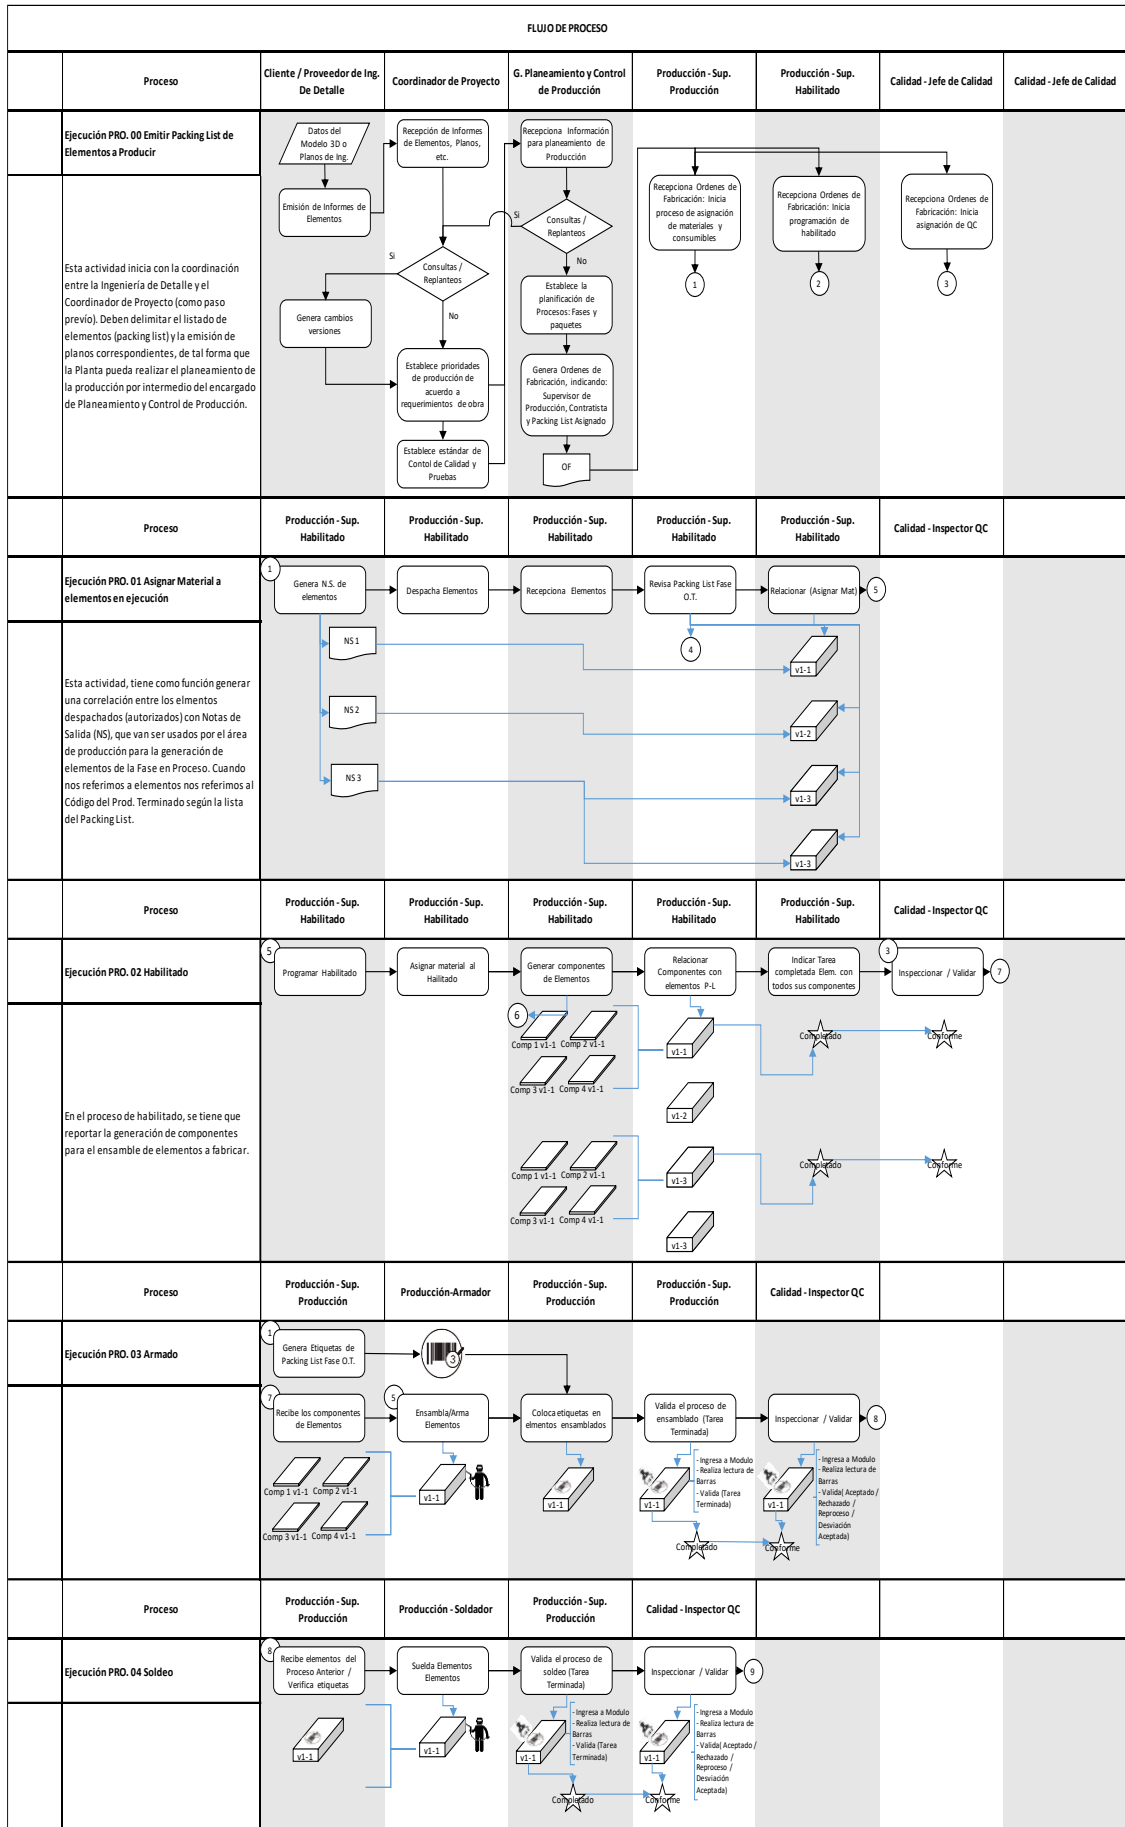 FLUJO DE PROCESO
Proceso
Cliente / Proveedor de Ing.
De Detalle
Coordinador de Proyecto
G. Planeamiento y Control
de Producción
Producción - Sup.
Producción
Producción - Sup.
Habilitado
Calidad - Jefe de Calidad
Calidad - Jefe de Calidad
Ejecución PRO. 00 Emitir Packing List de
Elementos a Producir
Esta actividad inicia con la coordinación
entre la Ingeniería de Detalle y el
Coordinador de Proyecto (como paso
previo). Deben delimitar el listado de
elementos (packing list) y la emisión de
planos correspondientes, de tal forma que
la Planta pueda realizar el planeamiento de
la producción por intermedio del encargado
de Planeamiento y Control de Producción.
Datos del
Modelo 3D o
Planos de Ing.
Emisión de Informes de
Elementos
Recepción de Informes
de Elementos, Planos,
etc.
Consultas /
Replanteos
Si
No
Genera cambios
versiones
Establece prioridades
de producción de
acuerdo a
requerimientos de obra
Establece estándar de
Contol de Calidad y
Pruebas
Recepciona Información
para planeamiento de
Producción
Consultas /
Replanteos
Si
No
Establece la
planificación de
Procesos: Fases y
paquetes
Genera Ordenes de
Fabricación, indicando:
Supervisor de
Producción, Contratista
y Packing List Asignado
OF
Recepciona Ordenes de
Fabricación: Inicia
proceso de asignación
de materiales y
consumibles
1
Recepciona Ordenes de
Fabricación: Inicia
programación de
habilitado
2
Recepciona Ordenes de
Fabricación: Inicia
asignación de QC
3
Proceso
Producción - Sup.
Habilitado
Producción - Sup.
Habilitado
Producción - Sup.
Habilitado
Producción - Sup.
Habilitado
Producción - Sup.
Habilitado
Calidad - Inspector QC
Ejecución PRO. 01 Asignar Material a
elementos en ejecución
Esta actividad, tiene como función generar
una correlación entre los elmentos
despachados (autorizados) con Notas de
Salida (NS), que van ser usados por el área
de producción para la generación de
elementos de la Fase en Proceso. Cuando
nos referimos a elementos nos referimos al
Código del Prod. Terminado según la lista
del Packing List.
1
Genera N.S. de
elementos
Despacha Elementos
Recepciona Elementos
Revisa Packing List Fase
O.T.
Relacionar (Asignar Mat)
5
4
NS 1
NS 2
NS 3
v1-1
v1-2
v1-3
v1-3
Proceso
Producción - Sup.
Habilitado
Producción - Sup.
Habilitado
Producción - Sup.
Habilitado
Producción - Sup.
Habilitado
Producción - Sup.
Habilitado
Calidad - Inspector QC
Ejecución PRO. 02 Habilitado
En el proceso de habilitado, se tiene que
reportar la generación de componentes
para el ensamble de elementos a fabricar.
5
Programar Habilitado
Asignar material al
Hailitado
Generar componentes
de Elementos
Relacionar
Componentes con
elementos P-L
Indicar Tarea
completada Elem. con
todos sus componentes
3
Inspeccionar / Validar
7
6
Comp 1 v1-1
Comp 2 v1-1
Comp 3 v1-1
Comp 4 v1-1
v1-1
v1-2
Completado
Conforme
Comp 1 v1-1
Comp 2 v1-1
Comp 3 v1-1
Comp 4 v1-1
v1-3
v1-3
Completado
Conforme
Proceso
Producción - Sup.
Producción
Producción-Armador
Producción - Sup.
Producción
Producción - Sup.
Producción
Calidad - Inspector QC
Ejecución PRO. 03 Armado
1
Genera Etiquetas de
Packing List Fase O.T.
3
7
Recibe los componentes
de Elementos
5
Ensambla/Arma
Elementos
Coloca etiquetas en
elmentos ensamblados
Valida el proceso de
ensamblado (Tarea
Terminada)
Inspeccionar / Validar
8
Comp 1 v1-1
Comp 2 v1-1
Comp 3 v1-1
Comp 4 v1-1
v1-1
v1-1
v1-1
- Ingresa a Modulo
- Realiza lectura de
Barras
- Valida (Tarea
Terminada)
v1-1
- Ingresa a Modulo
- Realiza lectura de
Barras
- Valida( Aceptado /
Rechazado /
Reproceso /
Desviación
Aceptada)
Completado
Conforme
Proceso
Producción - Sup.
Producción
Producción - Soldador
Producción - Sup.
Producción
Calidad - Inspector QC
Ejecución PRO. 04 Soldeo
8
Recibe elementos del
Proceso Anterior /
Verifica etiquetas
Suelda Elementos
Elementos
Valida el proceso de
soldeo (Tarea
Terminada)
Inspeccionar / Validar
9
v1-1
v1-1
v1-1
- Ingresa a Modulo
- Realiza lectura de
Barras
- Valida (Tarea
Terminada)
v1-1
- Ingresa a Modulo
- Realiza lectura de
Barras
- Valida( Aceptado /
Rechazado /
Reproceso /
Desviación
Aceptada)
Completado
Conforme